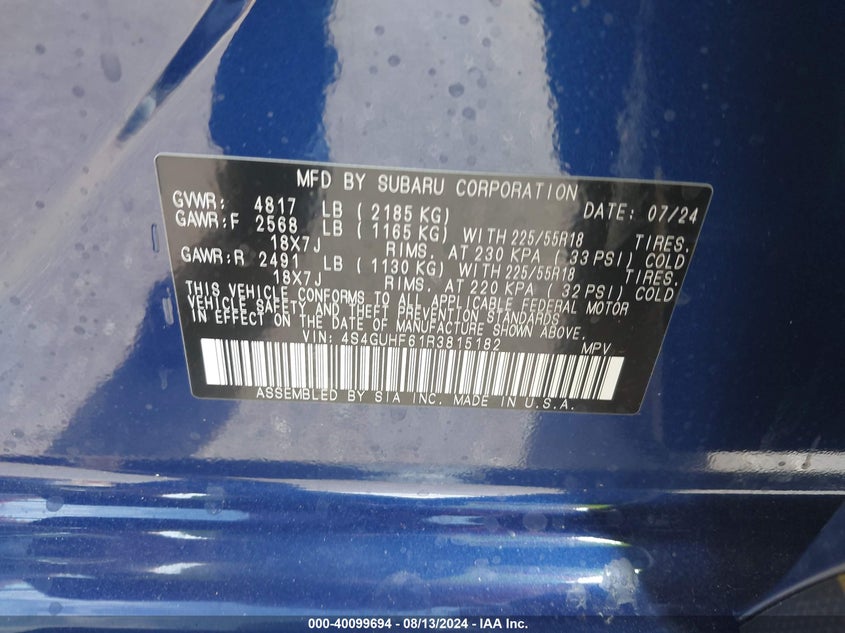 MFD BY SUBARU CORPORATION
GVWR: 4817 LB (2185 KG) DATE: 07/24
GAWR:F 2568 LB (1165 KG) WITH 225/55R18 TIRES.
18X7J RIMS. AT 230 KPA (33 PSI) COLD
GAWR:R 2491 LB (1130 KG) WITH 225/55R18 TIRES.
18X7J RIMS. AT 220 KPA (32 PSI) COLD
THIS VEHICLE CONFORMS TO ALL APPLICABLE FEDERAL MOTOR
VEHICLE SAFETY AND THEFT PREVENTION STANDARDS
IN EFFECT ON THE DATE OF MANUFACTURE SHOWN ABOVE.
VIN: 4S4GUHF61R3815182 MPV
ASSEMBLED BY SIA INC. MADE IN U.S.A.
000-40099694 - 08/13/2024 - IAA Inc.